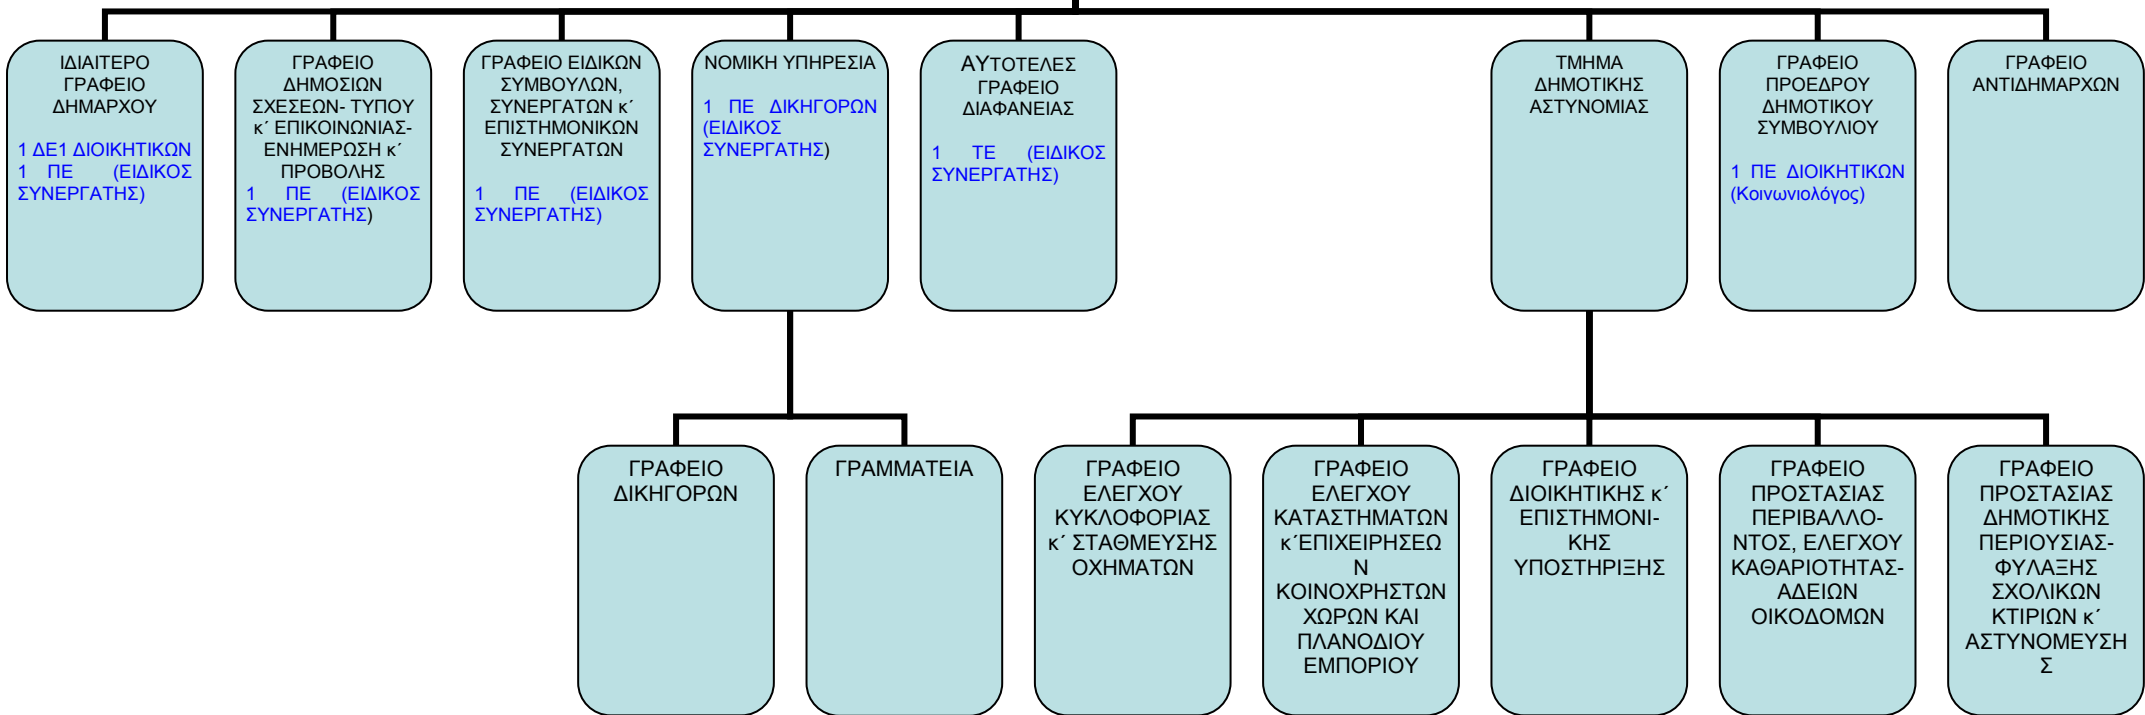 ΙΔΙΑΙΤΕΡΟ
ΓΡΑΦΕΙΟ
ΔΗΜΑΡΧΟΥ
1 ΔΕ1 ΔΙΟΙΚΗΤΙΚΩΝ
1 ΠΕ (ΕΙΔΙΚΟΣ
ΣΥΝΕΡΓΑΤΗΣ)
ΓΡΑΦΕΙΟ
ΔΗΜΟΣΙΩΝ
ΣΧΕΣΕΩΝ- ΤΥΠΟΥ
κ΄ ΕΠΙΚΟΙΝΩΝΙΑΣ-
ΕΝΗΜΕΡΩΣΗ κ΄
ΠΡΟΒΟΛΗΣ
1 ΠΕ (ΕΙΔΙΚΟΣ
ΣΥΝΕΡΓΑΤΗΣ)
ΓΡΑΦΕΙΟ ΕΙΔΙΚΩΝ
ΣΥΜΒΟΥΛΩΝ,
ΣΥΝΕΡΓΑΤΩΝ κ΄
ΕΠΙΣΤΗΜΟΝΙΚΩΝ
ΣΥΝΕΡΓΑΤΩΝ
1 ΠΕ (ΕΙΔΙΚΟΣ
ΣΥΝΕΡΓΑΤΗΣ)
ΝΟΜΙΚΗ ΥΠΗΡΕΣΙΑ
1 ΠΕ ΔΙΚΗΓΟΡΩΝ
(ΕΙΔΙΚΟΣ
ΣΥΝΕΡΓΑΤΗΣ)
ΑΥΤΟΤΕΛΕΣ
ΓΡΑΦΕΙΟ
ΔΙΑΦΑΝΕΙΑΣ
1 ΤΕ (ΕΙΔΙΚΟΣ
ΣΥΝΕΡΓΑΤΗΣ)
ΤΜΗΜΑ
ΔΗΜΟΤΙΚΗΣ
ΑΣΤΥΝΟΜΙΑΣ
ΓΡΑΦΕΙΟ
ΠΡΟΕΔΡΟΥ
ΔΗΜΟΤΙΚΟΥ
ΣΥΜΒΟΥΛΙΟΥ
1 ΠΕ ΔΙΟΙΚΗΤΙΚΩΝ
(Κοινωνιολόγος)
ΓΡΑΦΕΙΟ
ΑΝΤΙΔΗΜΑΡΧΩΝ
ΓΡΑΦΕΙΟ
ΔΙΚΗΓΟΡΩΝ
ΓΡΑΜΜΑΤΕΙΑ
ΓΡΑΦΕΙΟ
ΕΛΕΓΧΟΥ
ΚΥΚΛΟΦΟΡΙΑΣ
κ΄ ΣΤΑΘΜΕΥΣΗΣ
ΟΧΗΜΑΤΩΝ
ΓΡΑΦΕΙΟ
ΕΛΕΓΧΟΥ
ΚΑΤΑΣΤΗΜΑΤΩΝ
κ΄ΕΠΙΧΕΙΡΗΣΕΩ
Ν
ΚΟΙΝΟΧΡΗΣΤΩΝ
ΧΩΡΩΝ ΚΑΙ
ΠΛΑΝΟΔΙΟΥ
ΕΜΠΟΡΙΟΥ
ΓΡΑΦΕΙΟ
ΔΙΟΙΚΗΤΙΚΗΣ κ΄
ΕΠΙΣΤΗΜΟΝΙ-
ΚΗΣ
ΥΠΟΣΤΗΡΙΞΗΣ
ΓΡΑΦΕΙΟ
ΠΡΟΣΤΑΣΙΑΣ
ΠΕΡΙΒΑΛΛΟ-
ΝΤΟΣ, ΕΛΕΓΧΟΥ
ΚΑΘΑΡΙΟΤΗΤΑΣ-
ΑΔΕΙΩΝ
ΟΙΚΟΔΟΜΩΝ
ΓΡΑΦΕΙΟ
ΠΡΟΣΤΑΣΙΑΣ
ΔΗΜΟΤΙΚΗΣ
ΠΕΡΙΟΥΣΙΑΣ-
ΦΥΛΑΞΗΣ
ΣΧΟΛΙΚΩΝ
ΚΤΙΡΙΩΝ κ΄
ΑΣΤΥΝΟΜΕΥΣΗ
Σ